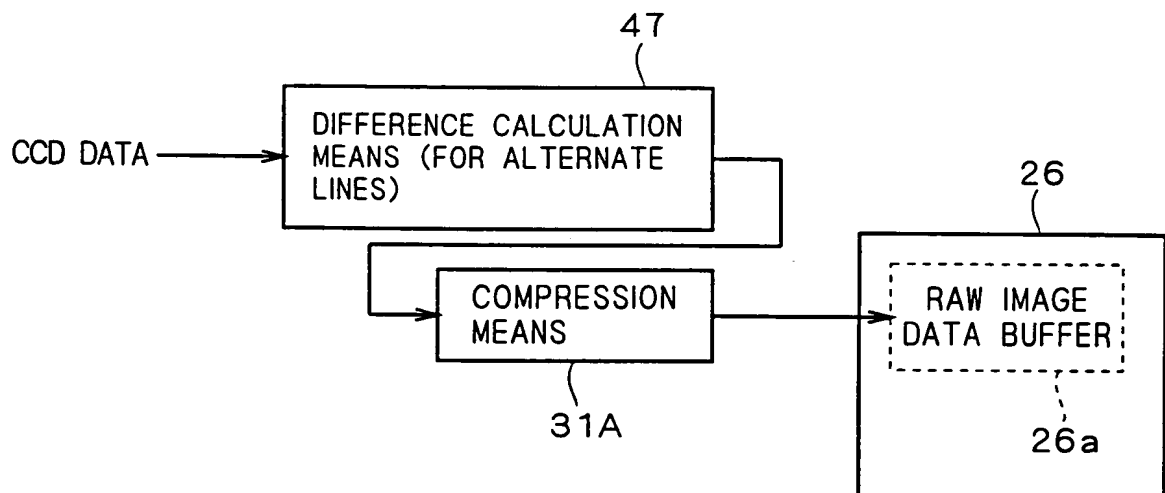 47
DIFFERENCE CALCULATION
MEANS (FOR ALTERNATE
LINES)
CCD DATA
26
RAW IMAGE
DATA BUFFER
COMPRESSION
MEANS
31A
26a